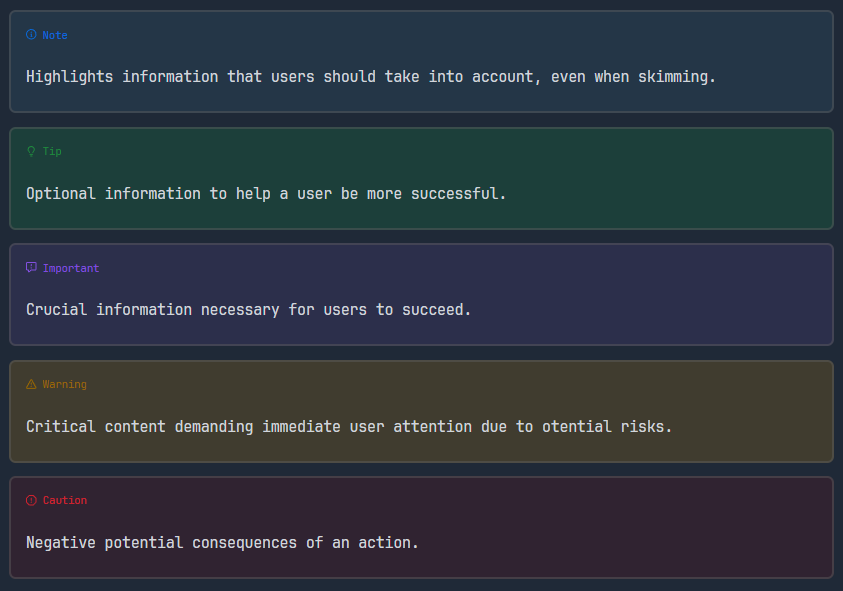 Note
Highlights information that users should take into account, even when skimming.
Tip
Optional information to help a user be more successful.
Important
Crucial information necessary for users to succeed.
Warning
Critical content demanding immediate user attention due to otential risks.
Caution
Negative potential consequences of an action.